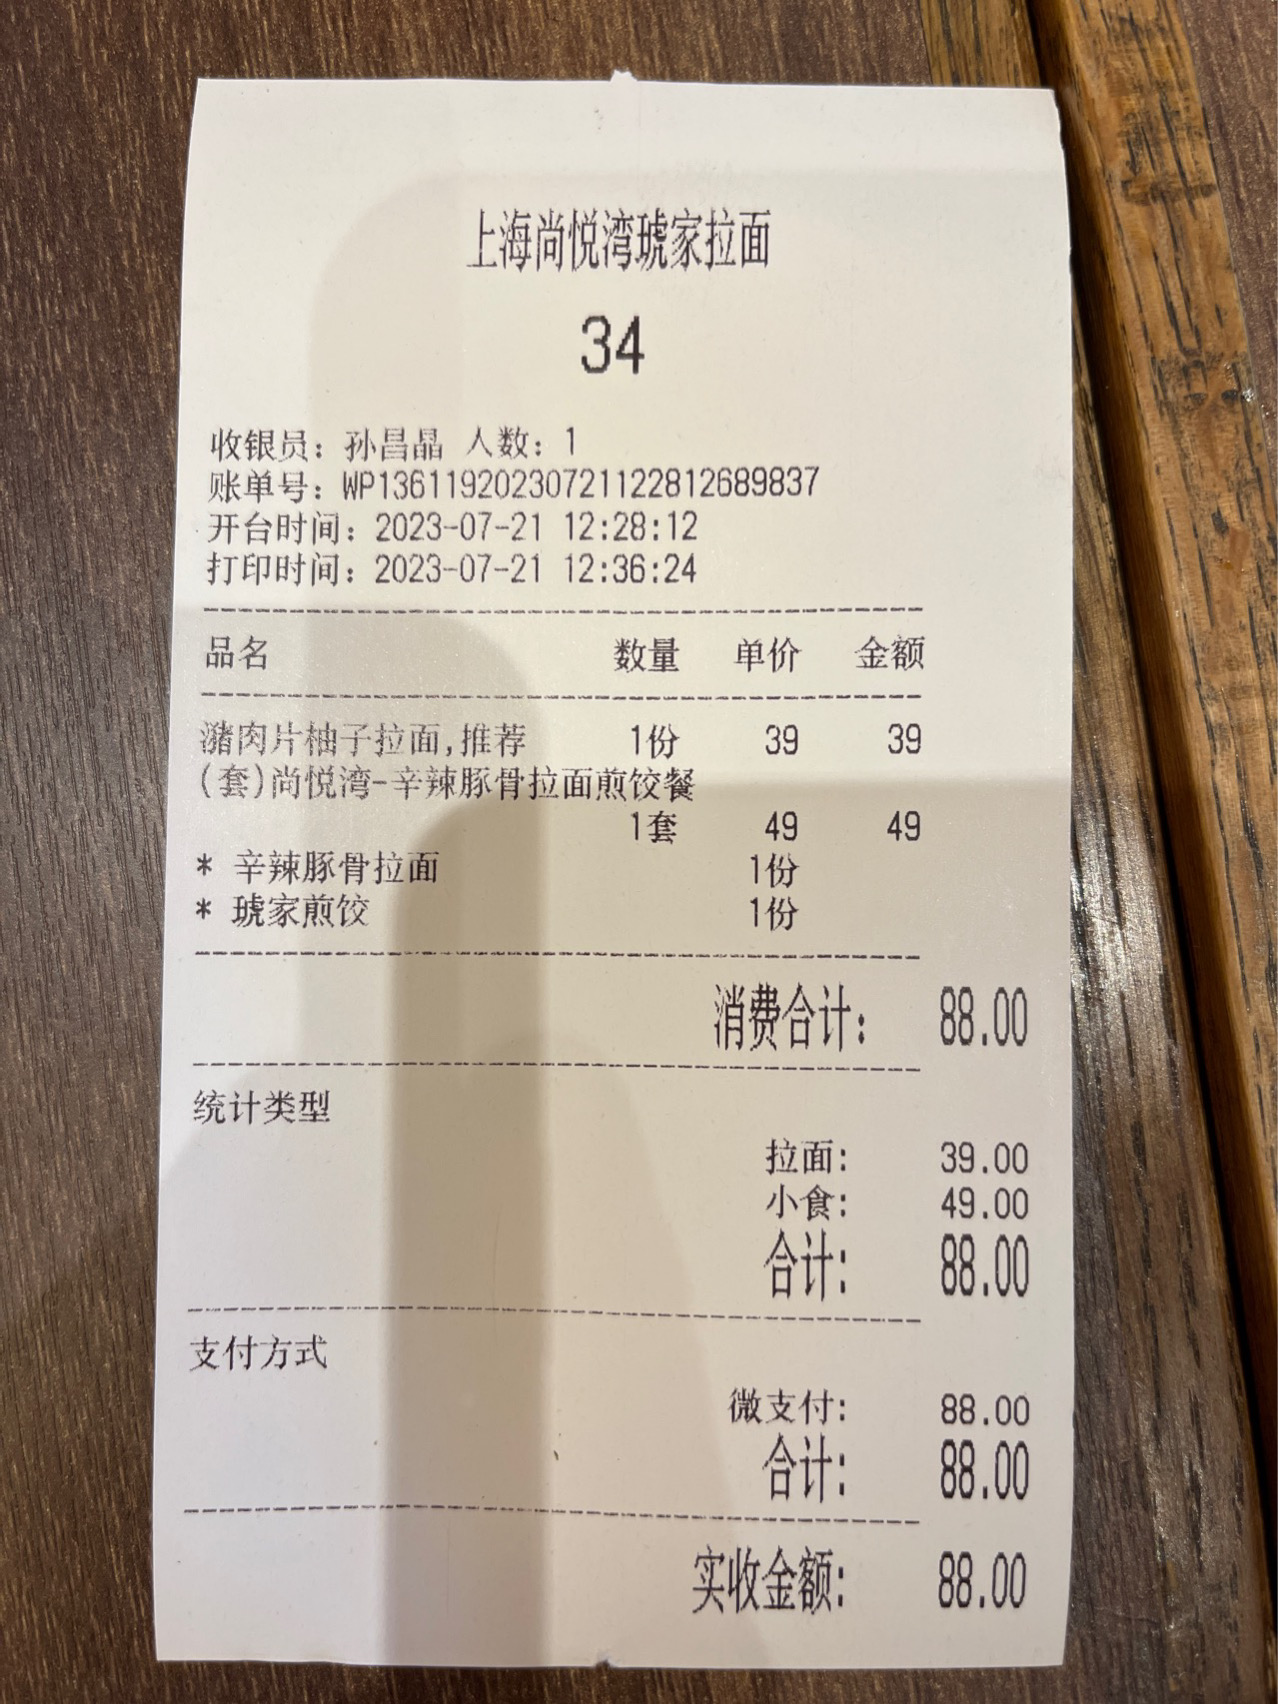 上海尚悦湾琥家拉面
34
收银员：孙昌晶 人数：1
账单号：WP13611920230721122812689837
开台时间：2023-07-21 12:28:12
打印时间：2023-07-21 12:36:24
品名 数量 单价 金额
潴肉片柚子拉面,推荐 1份 39 39
(套)尚悦湾-辛辣豚骨拉面煎饺餐
1套 49 49
* 辛辣豚骨拉面 1份
* 琥家煎饺 1份
消费合计： 88.00
统计类型
拉面: 39.00
小食: 49.00
合计: 88.00
支付方式
微支付: 88.00
合计: 88.00
实收金额: 88.00